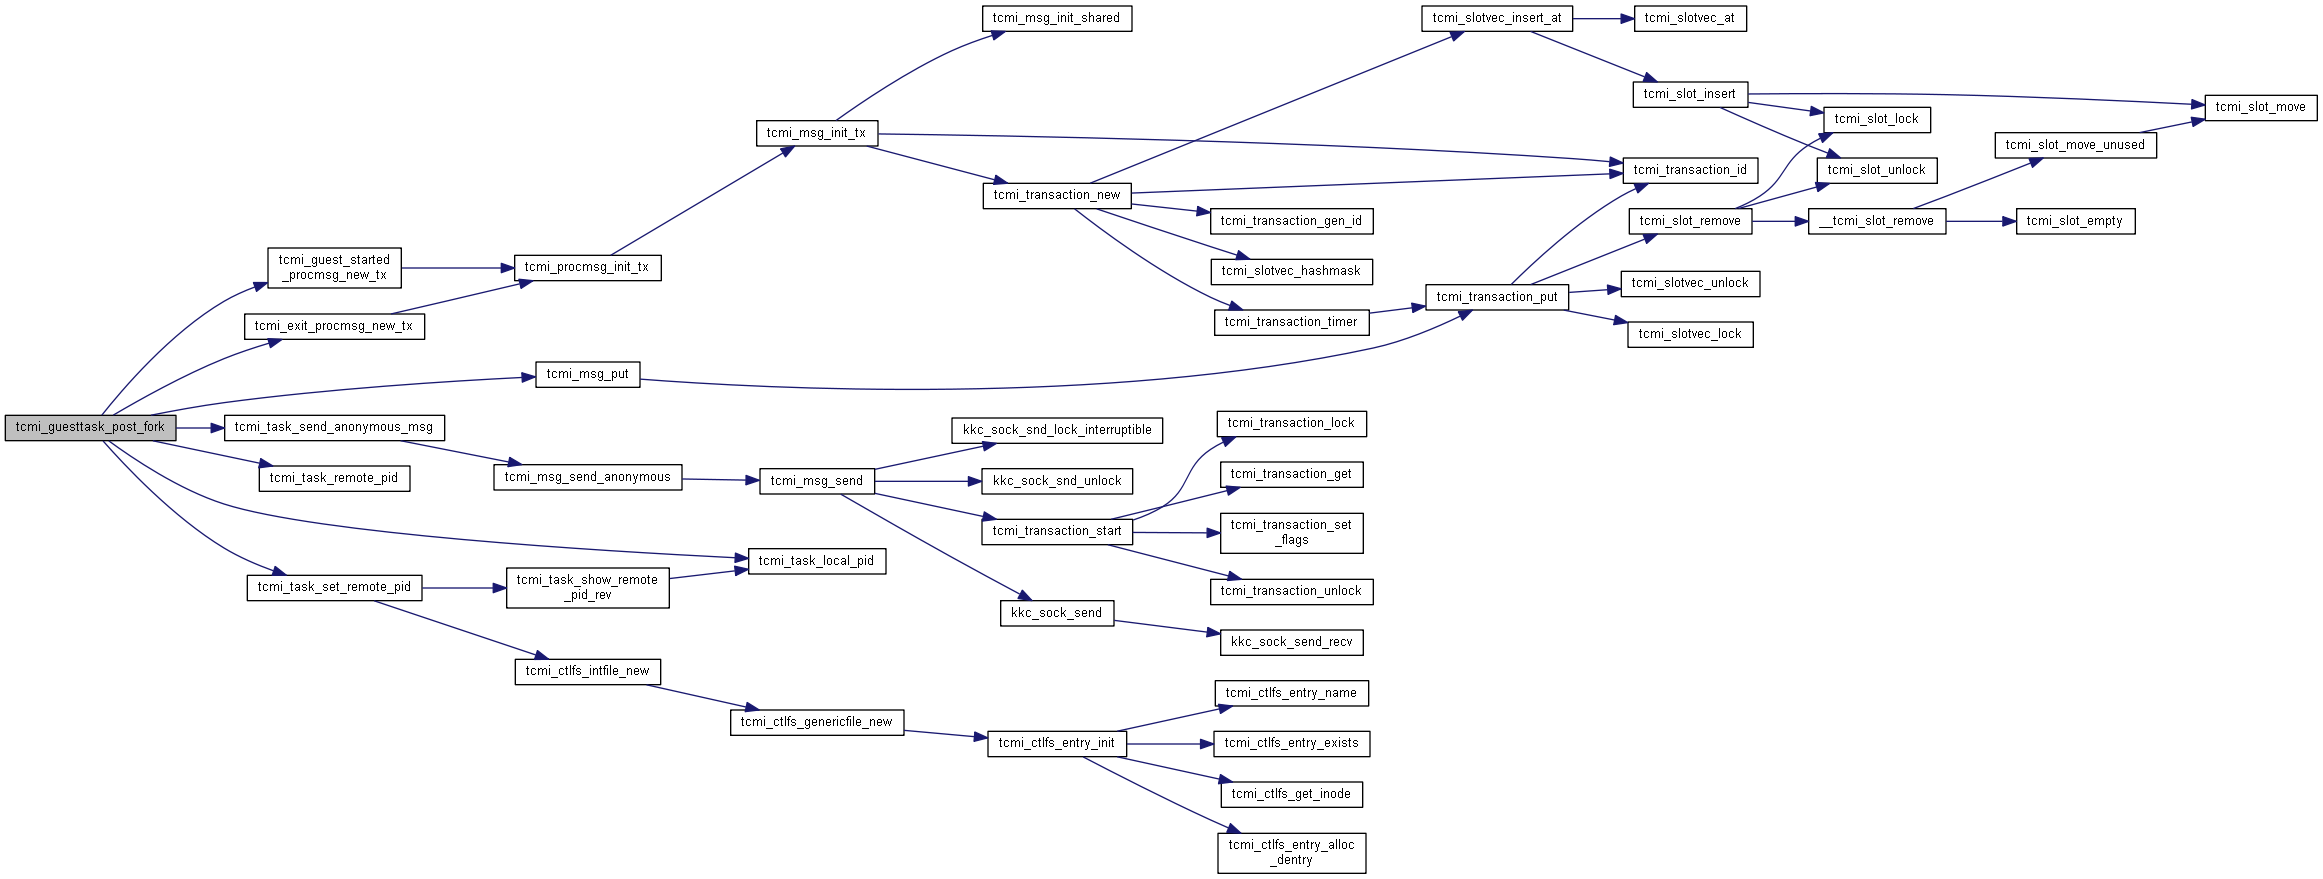 tcmi_guesttask_post_fork
tcmi_guest_started
_procmsg_new_tx
tcmi_exit_procmsg_new_tx
tcmi_msg_put
tcmi_task_send_anonymous_msg
tcmi_task_remote_pid
tcmi_task_set_remote_pid
tcmi_procmsg_init_tx
tcmi_msg_send_anonymous
tcmi_task_show_remote
_pid_rev
tcmi_ctlfs_intfile_new
tcmi_msg_init_tx
tcmi_msg_send
tcmi_task_local_pid
tcmi_ctlfs_genericfile_new
tcmi_msg_init_shared
tcmi_transaction_new
kkc_sock_snd_lock_interruptible
kkc_sock_snd_unlock
tcmi_transaction_start
kkc_sock_send
tcmi_ctlfs_entry_init
tcmi_transaction_gen_id
tcmi_slotvec_hashmask
tcmi_transaction_timer
tcmi_transaction_lock
tcmi_transaction_get
tcmi_transaction_set
_flags
tcmi_transaction_unlock
kkc_sock_send_recv
tcmi_ctlfs_entry_name
tcmi_ctlfs_entry_exists
tcmi_ctlfs_get_inode
tcmi_ctlfs_entry_alloc
_dentry
tcmi_slotvec_insert_at
tcmi_transaction_put
tcmi_slotvec_at
tcmi_slot_insert
tcmi_transaction_id
tcmi_slot_remove
tcmi_slotvec_unlock
tcmi_slotvec_lock
tcmi_slot_lock
tcmi_slot_unlock
__tcmi_slot_remove
tcmi_slot_move_unused
tcmi_slot_empty
tcmi_slot_move